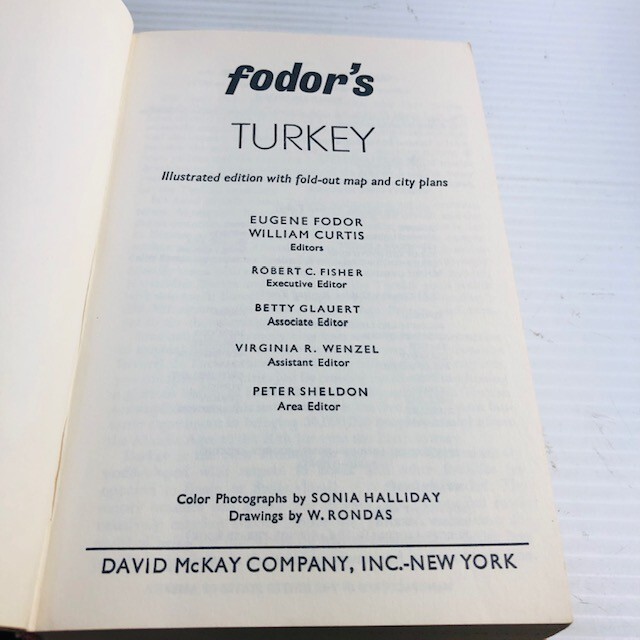 fodor's
TURKEY
Illustrated edition with fold-out map and city plans
EUGENE FODOR
WILLIAM CURTIS
Editors
ROBERT C. FISHER
Executive Editor
BETTY GLAUERT
Associate Editor
VIRGINIA R. WENZEL
Assistant Editor
PETER SHELDON
Area Editor
Color Photographs by SONIA HALLIDAY
Drawings by W. RONDAS
DAVID McKAY COMPANY, INC.-NEW YORK